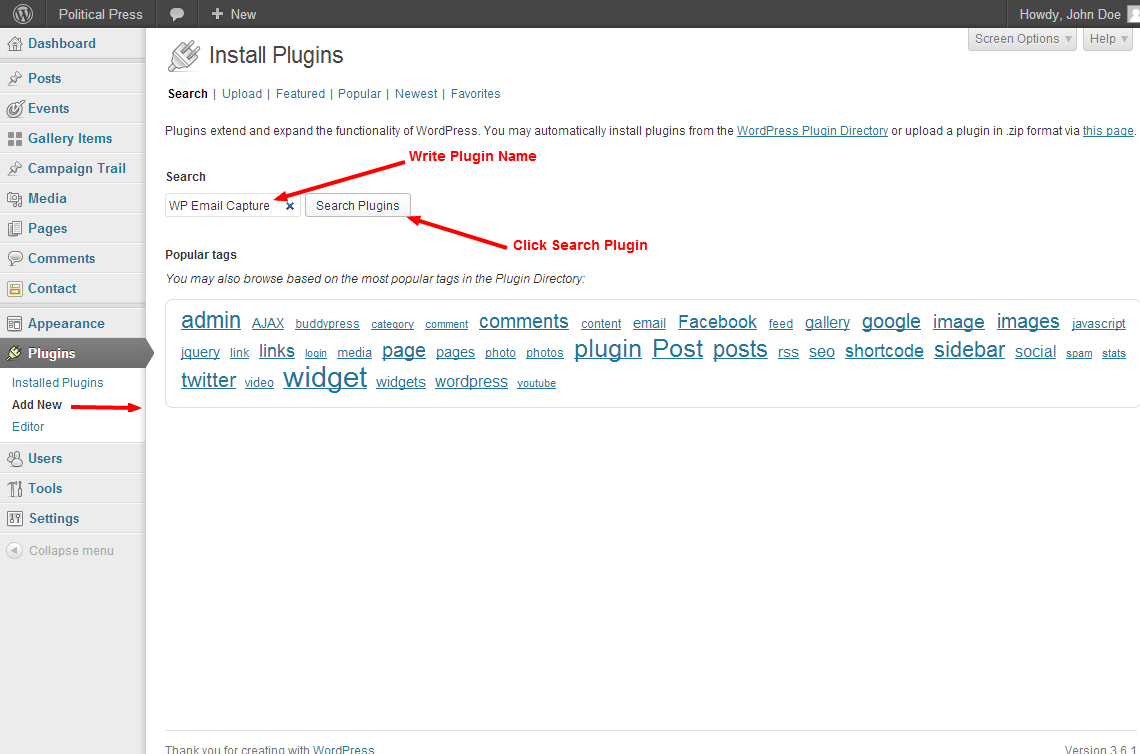 Political Press New Howdy, John Doe
Screen Options Help
Dashboard
Posts
Events
Gallery Items
Campaign Trail
Media
Pages
Comments
Contact
Appearance
Plugins
Installed Plugins
Add New
Editor
Users
Tools
Settings
Collapse menu
Install Plugins
Search | Upload | Featured | Popular | Newest | Favorites
Plugins extend and expand the functionality of WordPress. You may automatically install plugins from the WordPress Plugin Directory or upload a plugin in .zip format via this page.
Write Plugin Name
Search
WP Email Capture × Search Plugins
Click Search Plugin
Popular tags
You may also browse based on the most popular tags in the Plugin Directory:
admin AJAX buddypress category comment comments content email Facebook feed gallery google image images javascript
jquery link links login media page pages photo photos plugin Post posts rss seo shortcode sidebar social spam stats
twitter video widget widgets wordpress youtube
Thank you for creating with WordPress Version 3.6.1